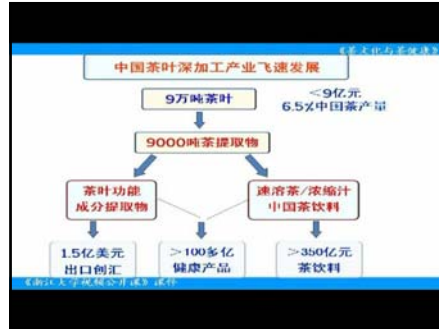 《茶文化与茶健康》
中国茶叶深加工产业飞速发展
9万吨茶叶
<9亿元
6.5%中国茶产量
9000吨茶提取物
茶叶功能
成分提取物
速溶茶/浓缩汁
中国茶饮料
1.5亿美元
出口创汇
>100多亿
健康产品
>350亿元
茶饮料
《浙江大学视频公开课》课件